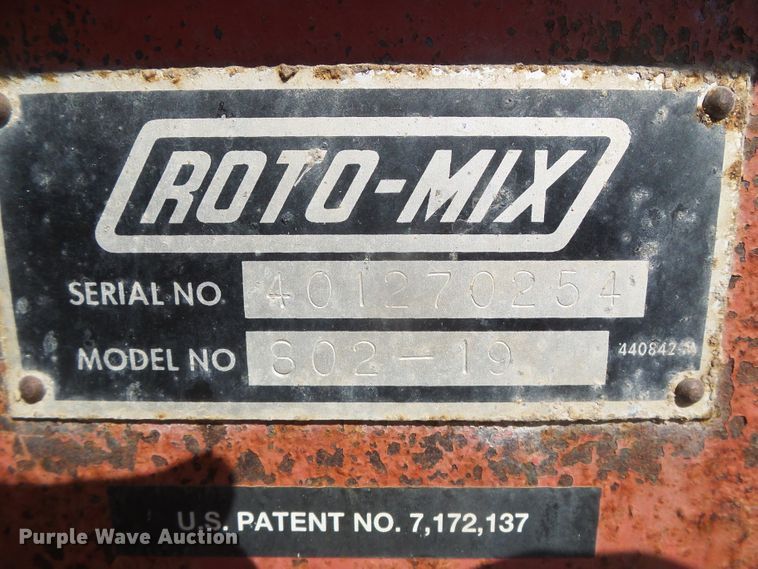 ROTO-MIX
SERIAL NO. 401270254
MODEL NO 802-19
440842-A
U.S. PATENT NO. 7,172,137
Purple Wave Auction